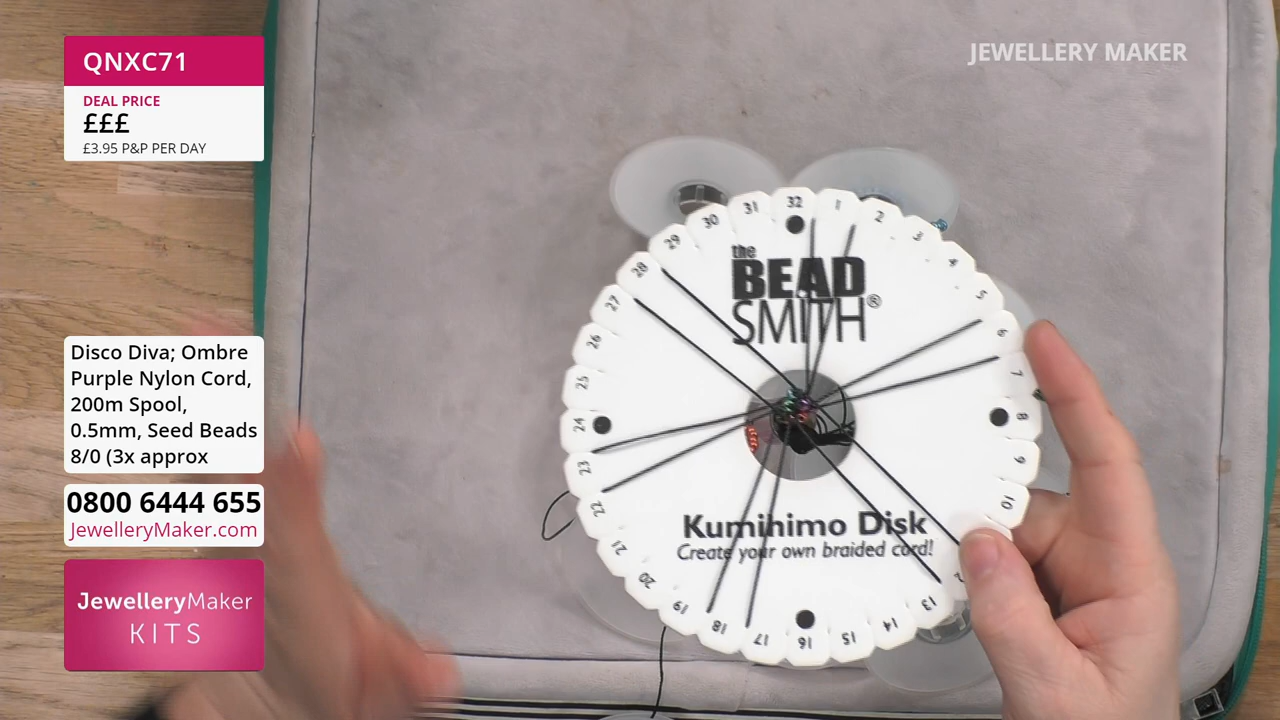 QNXC71
DEAL PRICE
£££
£3.95 P&P PER DAY
Disco Diva; Ombre
Purple Nylon Cord,
200m Spool,
0.5mm, Seed Beads
8/0 (3x approx
0800 6444 655
JewelleryMaker.com
JewelleryMaker
KITS
JEWELLERY MAKER
the
BEAD
SMITH®
Kumihimo Disk
Create your own braided cord!
32
1
2
3
4
5
6
7
8
9
10
13
14
15
16
17
18
19
20
21
22
23
24
25
26
27
28
29
30
31